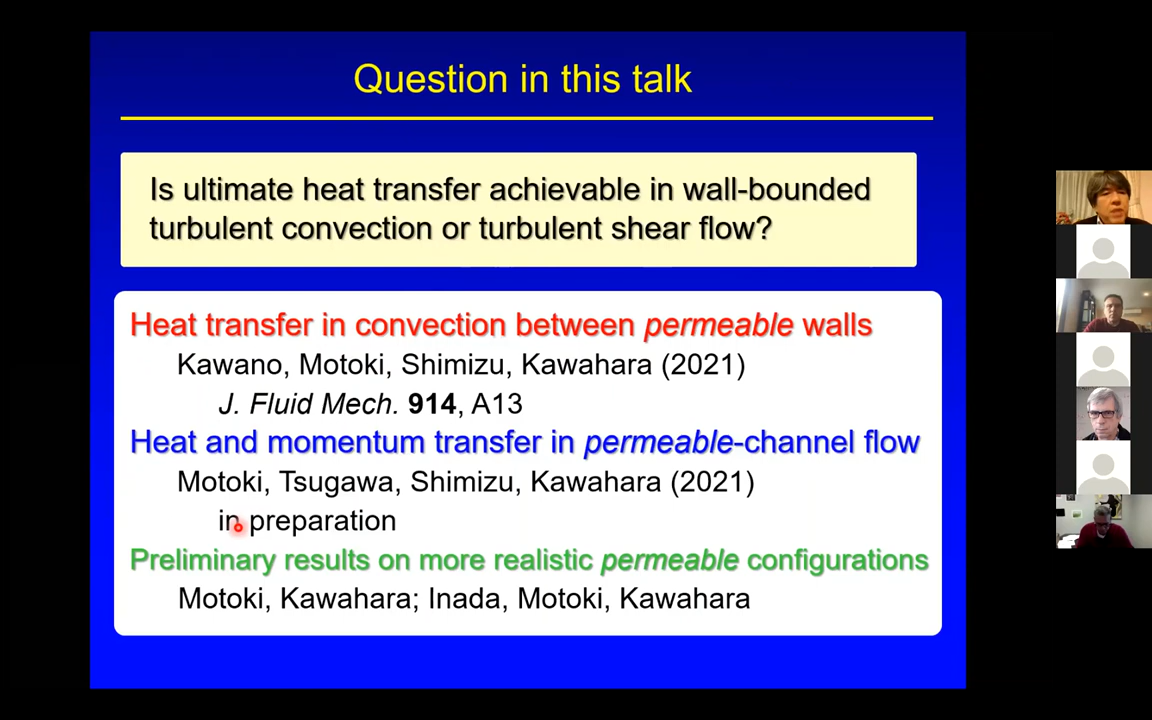 Question in this talk
Is ultimate heat transfer achievable in wall-bounded
turbulent convection or turbulent shear flow?
Heat transfer in convection between permeable walls
Kawano, Motoki, Shimizu, Kawahara (2021)
J. Fluid Mech. 914, A13
Heat and momentum transfer in permeable-channel flow
Motoki, Tsugawa, Shimizu, Kawahara (2021)
in preparation
Preliminary results on more realistic permeable configurations
Motoki, Kawahara; Inada, Motoki, Kawahara